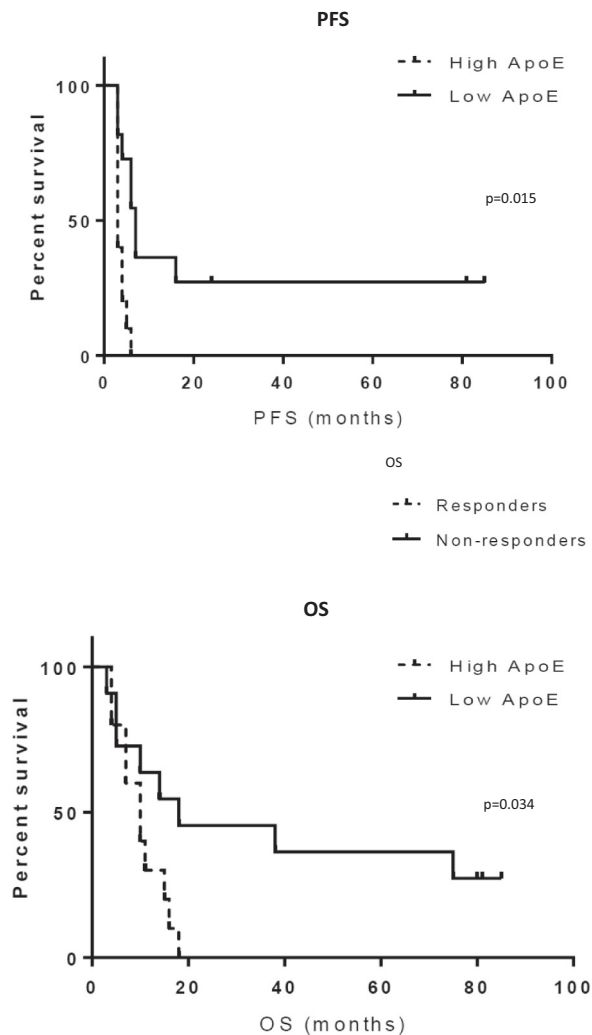 PFS
High ApoE
Low ApoE
p=0.015
Percent survival
100
50
0
0 20 40 60 80 100
PFS (months)
OS
Responders
Non-responders
OS
High ApoE
Low ApoE
p=0.034
Percent survival
100
50
0
0 20 40 60 80 100
OS (months)